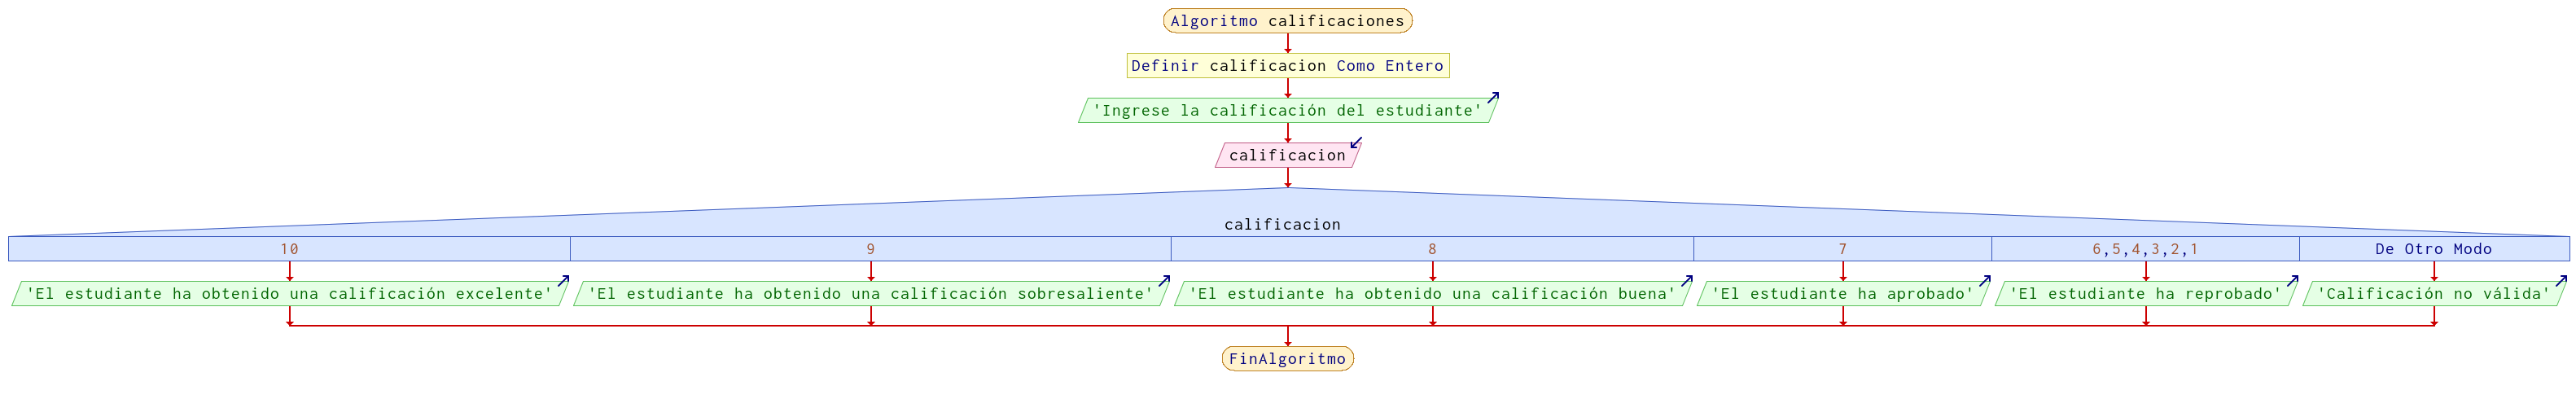 Algoritmo calificaciones
Definir calificacion Como Entero
'Ingrese la calificación del estudiante'
calificacion
calificacion
10
9
8
7
6,5,4,3,2,1
De Otro Modo
'El estudiante ha obtenido una calificación excelente'
'El estudiante ha obtenido una calificación sobresaliente'
'El estudiante ha obtenido una calificación buena'
'El estudiante ha aprobado'
'El estudiante ha reprobado'
'Calificación no válida'
FinAlgoritmo